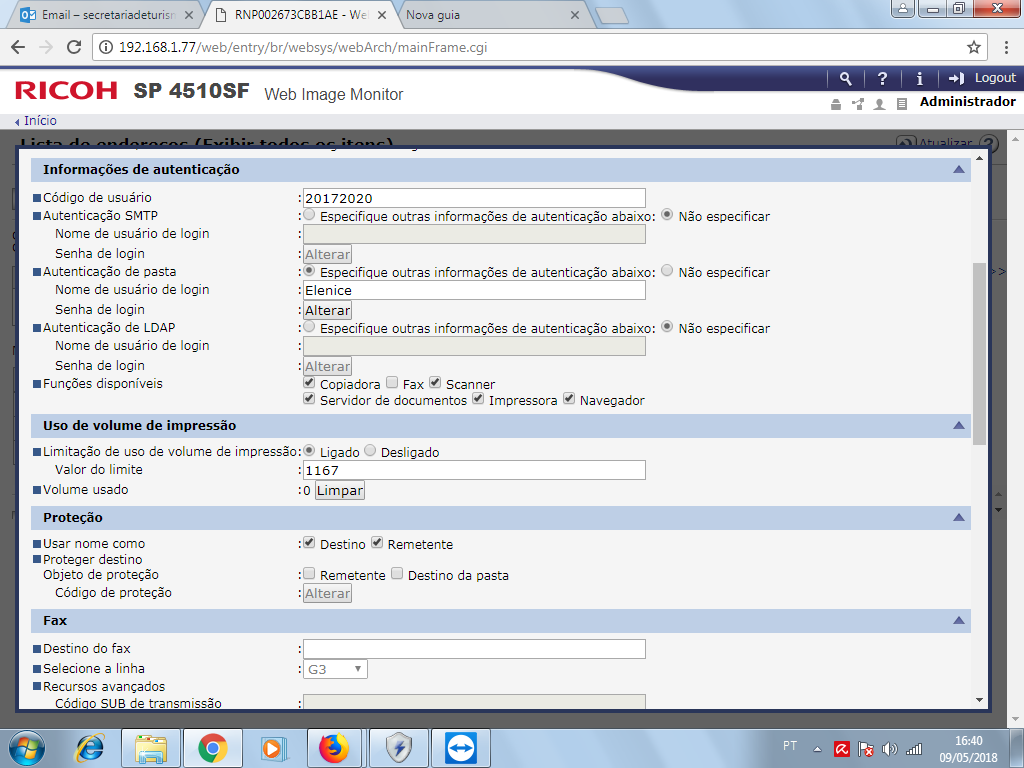 Email – secretariadeturism
RNP002673CBB1AE - We
Nova guia
192.168.1.77/web/entry/br/websys/webArch/mainFrame.cgi
RICOH SP 4510SF Web Image Monitor
? i Logout
Administrador
Início
Lista de endereços (Exibir todos os itens)
Atualizar ?
Informações de autenticação
Código de usuário : 20172020
Autenticação SMTP : Especifique outras informações de autenticação abaixo: Não especificar
Nome de usuário de login :
Senha de login : Alterar
Autenticação de pasta : Especifique outras informações de autenticação abaixo: Não especificar
Nome de usuário de login : Elenice
Senha de login : Alterar
Autenticação de LDAP : Especifique outras informações de autenticação abaixo: Não especificar
Nome de usuário de login :
Senha de login : Alterar
Funções disponíveis : Copiadora Fax Scanner
Servidor de documentos Impressora Navegador
Uso de volume de impressão
Limitação de uso de volume de impressão: Ligado Desligado
Valor do limite : 1167
Volume usado :0 Limpar
Proteção
Usar nome como : Destino Remetente
Proteger destino
Objeto de proteção : Remetente Destino da pasta
Código de proteção : Alterar
Fax
Destino do fax :
Selecione a linha : G3
Recursos avançados
Código SUB de transmissão :
PT
16:40
09/05/2018